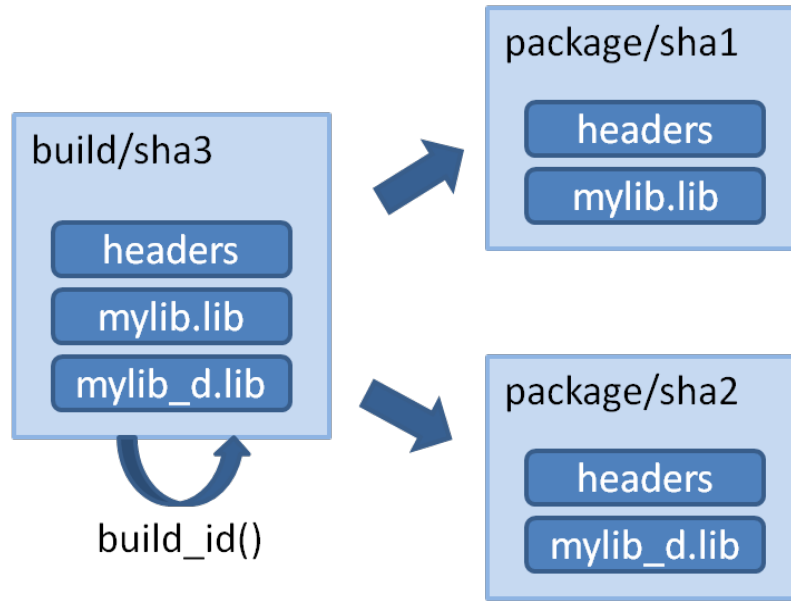 build/sha3
headers
mylib.lib
mylib_d.lib
build_id()
package/sha1
headers
mylib.lib
package/sha2
headers
mylib_d.lib